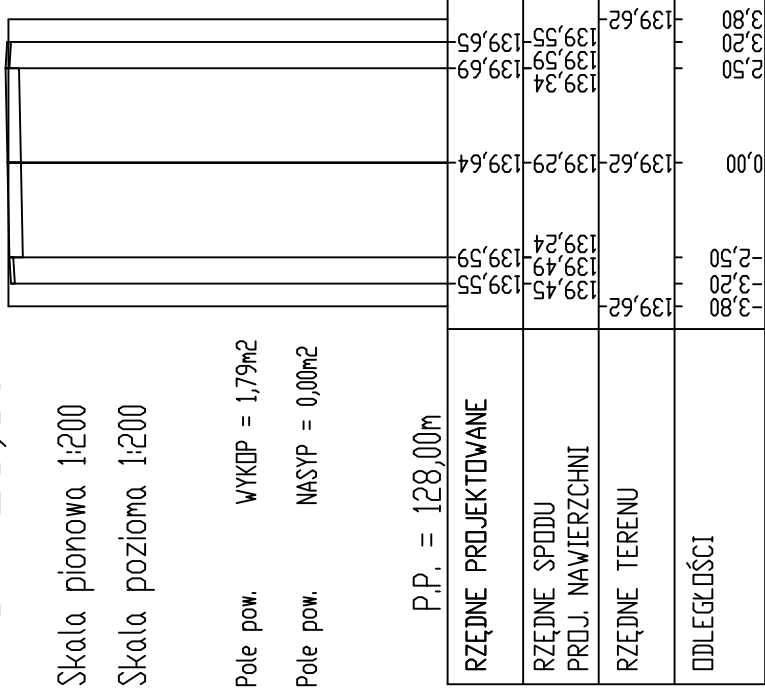 Skala pionowa 1:200
Skala pozioma 1:200
Pole pow. WYKOP = 1,79m2
Pole pow. NASYP = 0,00m2
P.P. = 128,00m
RZĘDNE PROJEKTOWANE
139,55 139,59 139,64 139,69 139,65
RZĘDNE SPODU
PROJ. NAWIERZCHNI
139,45 139,49 139,24 139,29 139,34 139,59 139,55
RZĘDNE TERENU
139,62 139,62 139,62
ODLEGŁOŚCI
-3,80 -3,20 -2,50 0,00 2,50 3,20 3,80